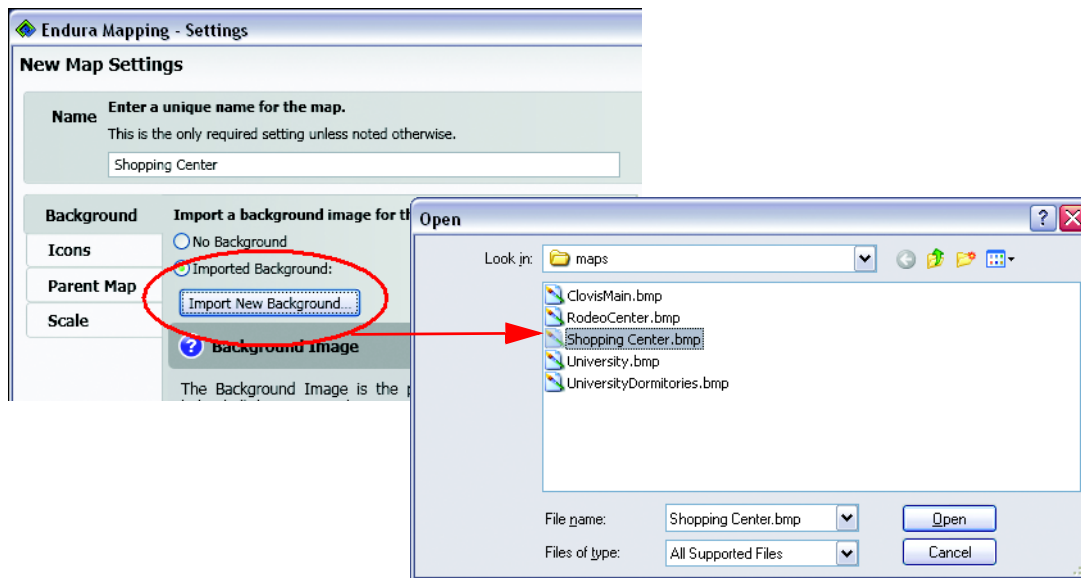 Endura Mapping - Settings
New Map Settings
Name
Enter a unique name for the map.
This is the only required setting unless noted otherwise.
Shopping Center
Background
Icons
Parent Map
Scale
Import a background image for th
No Background
Imported Background:
Import New Background...
Background Image
The Background Image is the
Open
Look in:
maps
ClovisMain.bmp
RodeoCenter.bmp
Shopping Center.bmp
University.bmp
UniversityDormitories.bmp
File name:
Shopping Center.bmp
Open
Files of type:
All Supported Files
Cancel